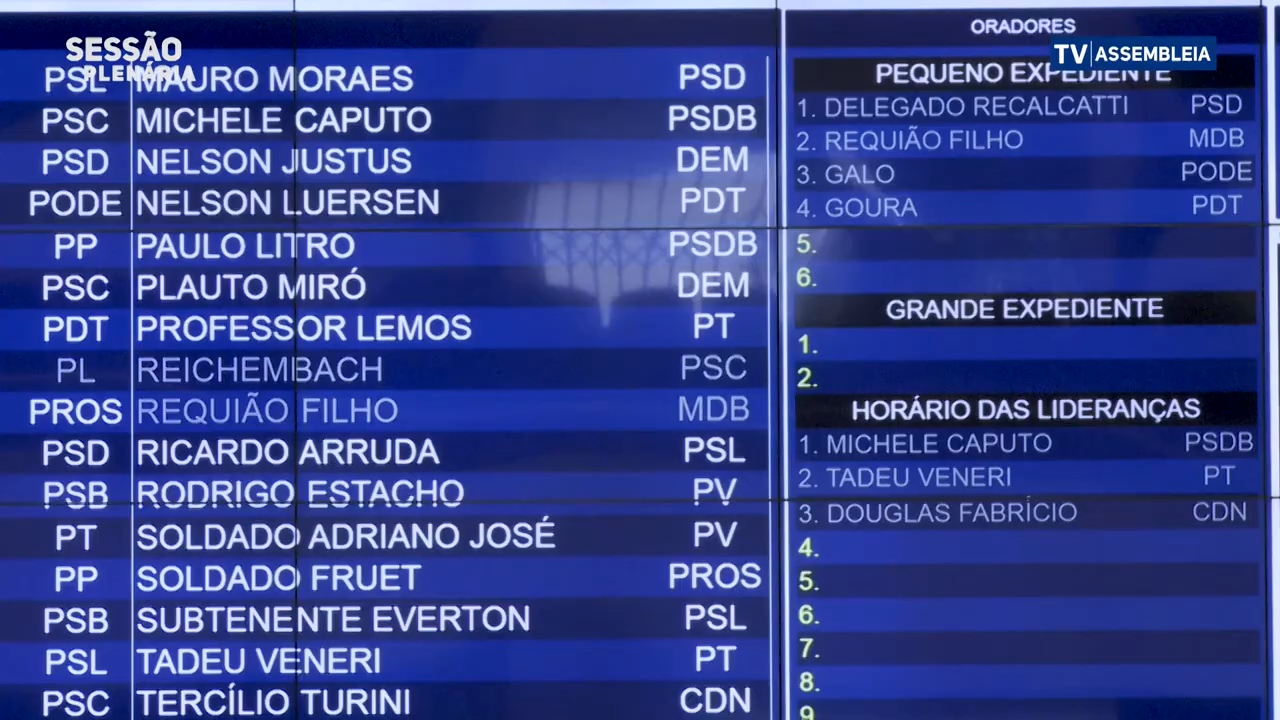 SESSÃO
PLENÁRIA
TV ASSEMBLEIA
PSL MAURO MORAES PSD
PSC MICHELE CAPUTO PSDB
PSD NELSON JUSTUS DEM
PODE NELSON LUERSEN PDT
PP PAULO LITRO PSDB
PSC PLAUTO MIRÓ DEM
PDT PROFESSOR LEMOS PT
PL REICHEMBACH PSC
PROS REQUIÃO FILHO MDB
PSD RICARDO ARRUDA PSL
PSB RODRIGO ESTACHO PV
PT SOLDADO ADRIANO JOSÉ PV
PP SOLDADO FRUET PROS
PSB SUBTENENTE EVERTON PSL
PSL TADEU VENERI PT
PSC TERCÍLIO TURINI CDN
ORADORES
PEQUENO EXPEDIENTE
1. DELEGADO RECALCATTI PSD
2. REQUIÃO FILHO MDB
3. GALO PODE
4. GOURA PDT
5.
6.
GRANDE EXPEDIENTE
1.
2.
HORÁRIO DAS LIDERANÇAS
1. MICHELE CAPUTO PSDB
2. TADEU VENERI PT
3. DOUGLAS FABRÍCIO CDN
4.
5.
6.
7.
8.
9